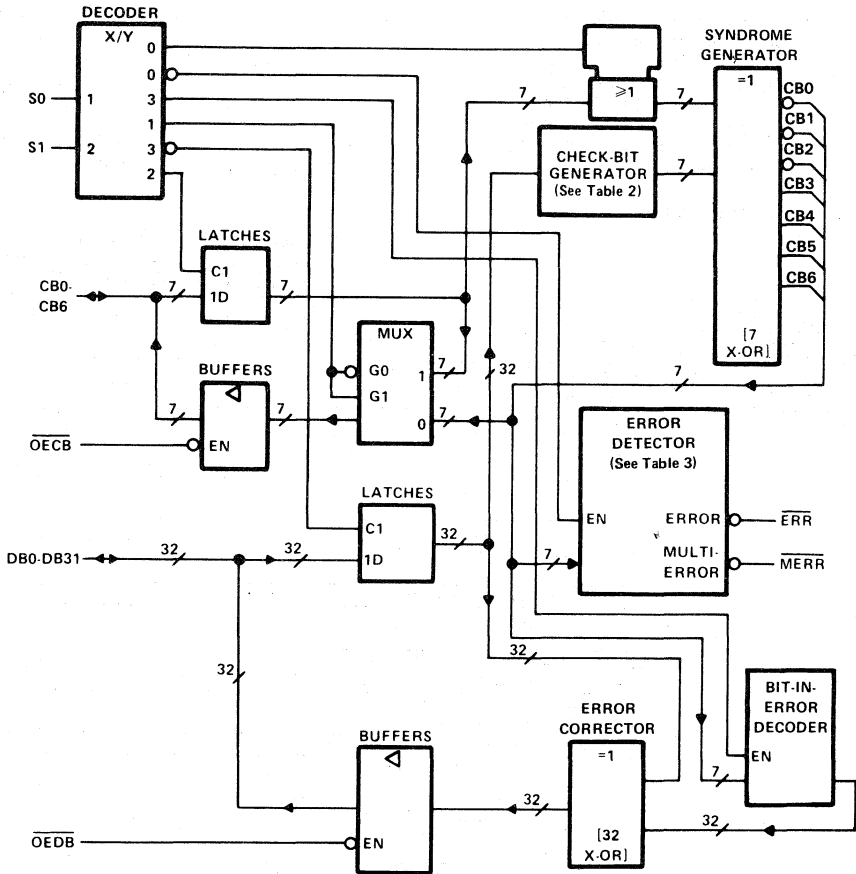 DECODER
X/Y
0
0
3
1
3
2
S0
1
S1
2
SYNDROME
GENERATOR
=1
CB0
CB1
CB2
CB3
CB4
CB5
CB6
[7
X-OR]
7
≥1
7
CHECK-BIT
GENERATOR
(See Table 2)
7
LATCHES
C1
1D
CB0-
CB6
7
7
MUX
G0
G1
1
0
7
7
32
7
BUFFERS
EN
7
7
OECB
ERROR
DETECTOR
(See Table 3)
EN
ERROR
ERR
MULTI-
ERROR
MERR
7
LATCHES
C1
1D
DB0-DB31
32
32
32
32
32
BIT-IN-
ERROR
DECODER
EN
7
ERROR
CORRECTOR
=1
[32
X-OR]
32
32
BUFFERS
EN
OEDB